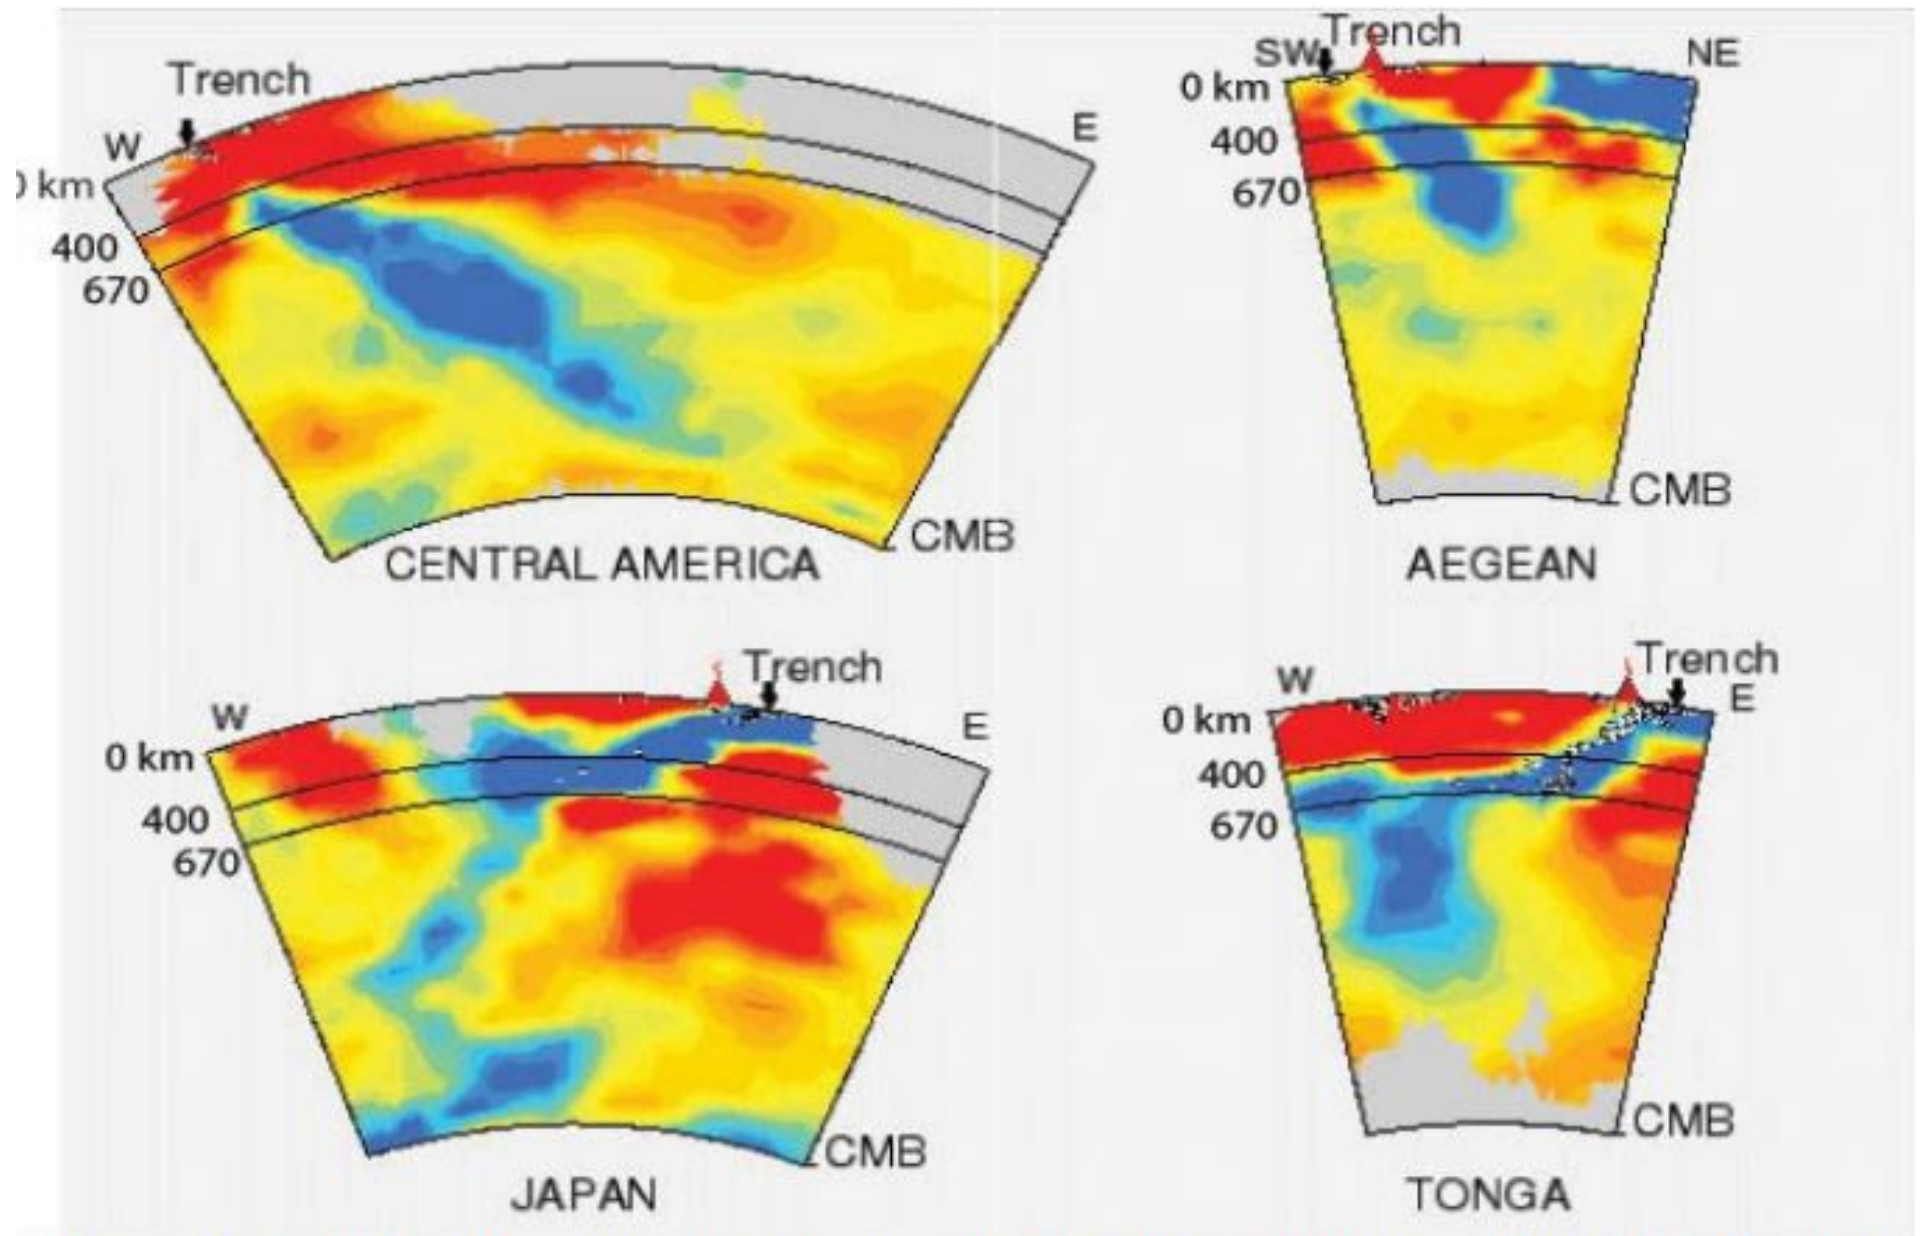 Trench
W
E
0 km
400
670
CMB
CENTRAL AMERICA
Trench
SW
NE
0 km
400
670
CMB
AEGEAN
Trench
W
E
0 km
400
670
CMB
JAPAN
Trench
W
E
0 km
400
670
CMB
TONGA